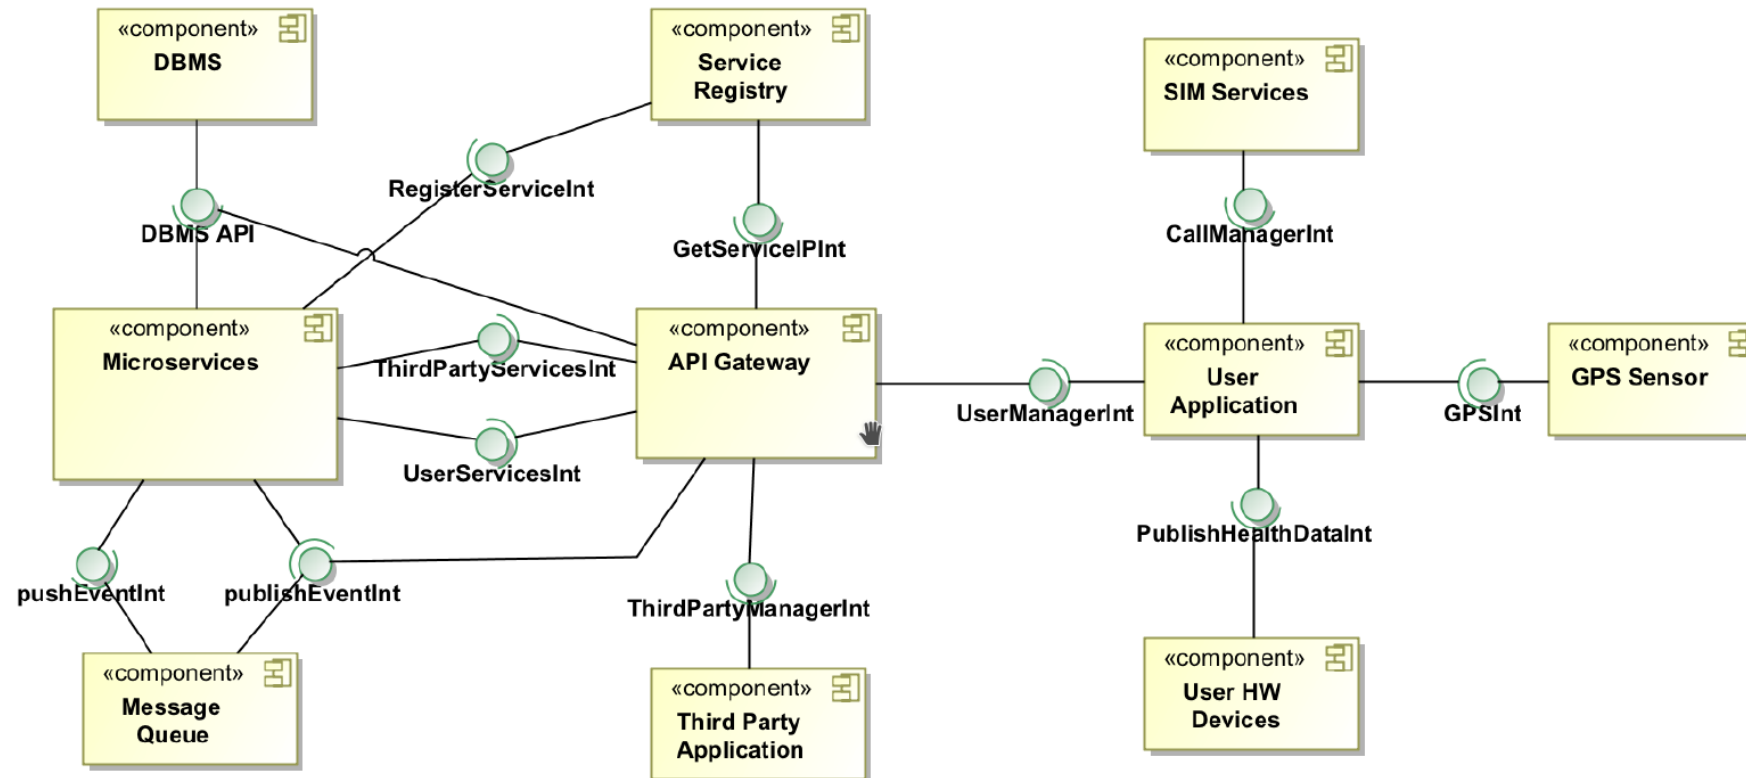 «component»
DBMS
«component»
Service
Registry
«component»
SIM Services
RegisterServiceInt
DBMS API
GetServiceIPInt
CallManagerInt
«component»
Microservices
«component»
API Gateway
«component»
User
Application
«component»
GPS Sensor
ThirdPartyServicesInt
UserManagerInt
GPSInt
UserServicesInt
PublishHealthDataInt
pushEventInt
publishEventInt
ThirdPartyManagerInt
«component»
Message
Queue
«component»
Third Party
Application
«component»
User HW
Devices